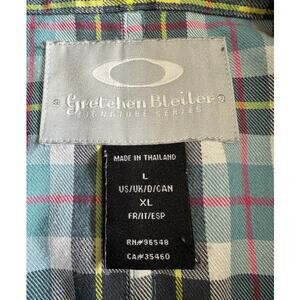 Gretchen Bleiler
SIGNATURE SERIES
MADE IN THAILAND
L
US/UK/D/CAN
XL
FR/IT/ESP
RN#96548
CA#35460